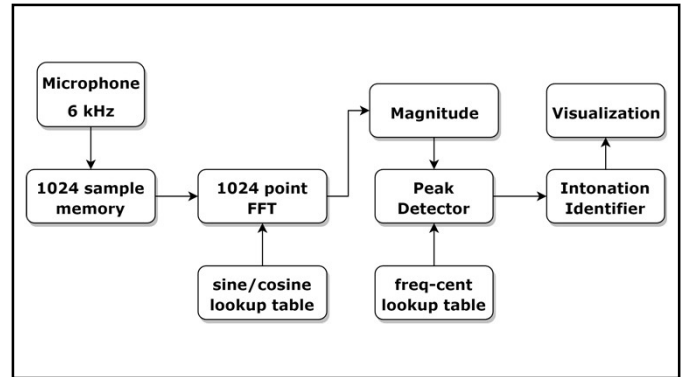 Microphone
6 kHz
1024 sample
memory
1024 point
FFT
sine/cosine
lookup table
Magnitude
Peak
Detector
freq-cent
lookup table
Visualization
Intonation
Identifier